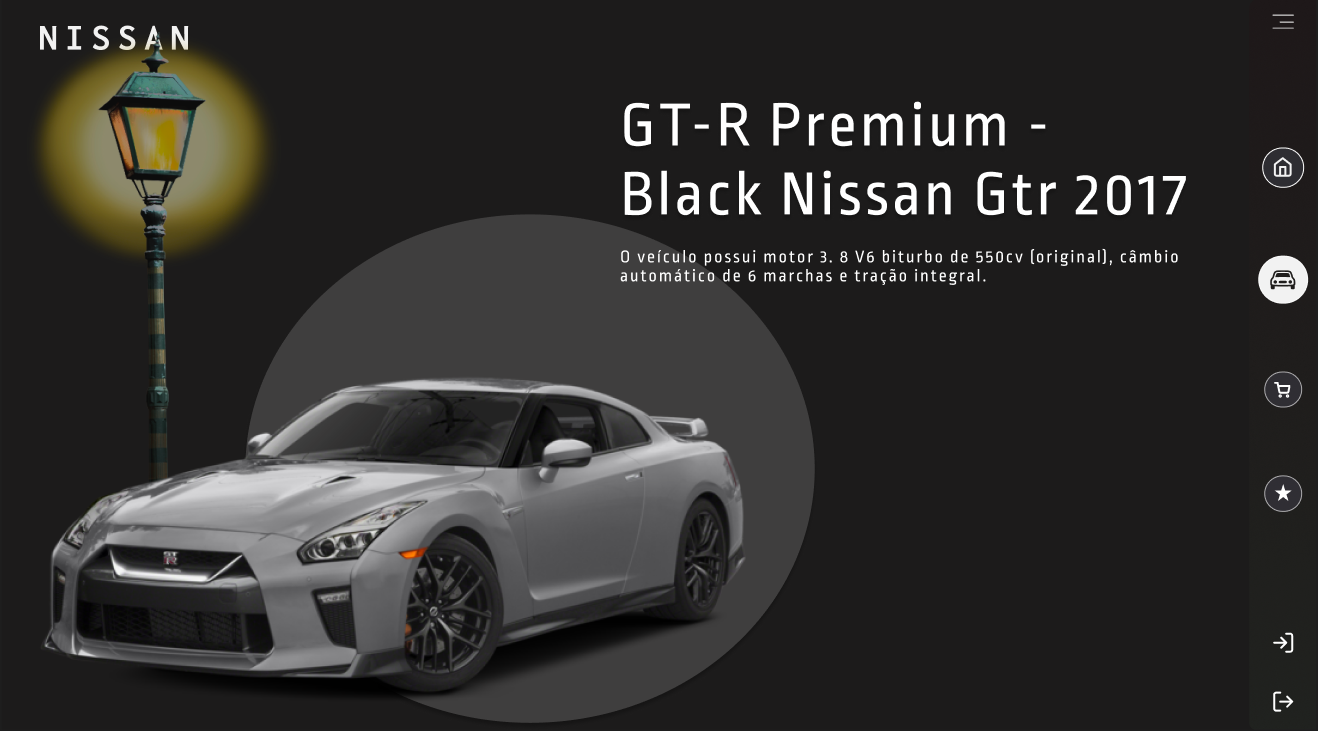 NISSAN
GT-R Premium -
Black Nissan Gtr 2017
O veículo possui motor 3. 8 V6 biturbo de 550cv (original), câmbio
automático de 6 marchas e tração integral.
GT
R